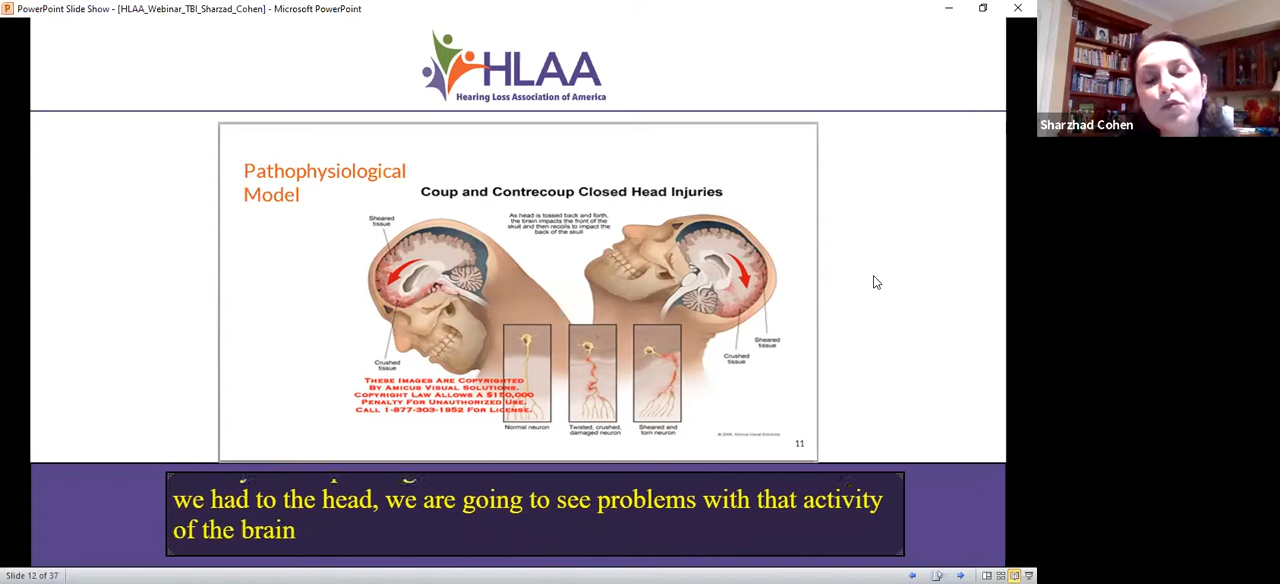 PowerPoint Slide Show - [HLAA_Webinar_TBI_Sharzad_Cohen] - Microsoft PowerPoint
HLAA
Hearing Loss Association of America
Sharzhad Cohen
Pathophysiological
Model
Coup and Contrecoup Closed Head Injuries
Sheared
tissue
As head is tossed back and forth,
the brain impacts the front of the
skull and then recoils to impact the
back of the skull
Crushed
tissue
Sheared
tissue
Crushed
tissue
THESE IMAGES ARE COPYRIGHTED
BY AMICUS VISUAL SOLUTIONS.
COPYRIGHT LAW ALLOWS A $150,000
PENALTY FOR UNAUTHORIZED USE.
CALL 1-877-303-1952 FOR LICENSE.
Normal neuron
Twisted, crushed,
damaged neuron
Sheared and
torn neuron
11
we had to the head, we are going to see problems with that activity
of the brain
Slide 12 of 37